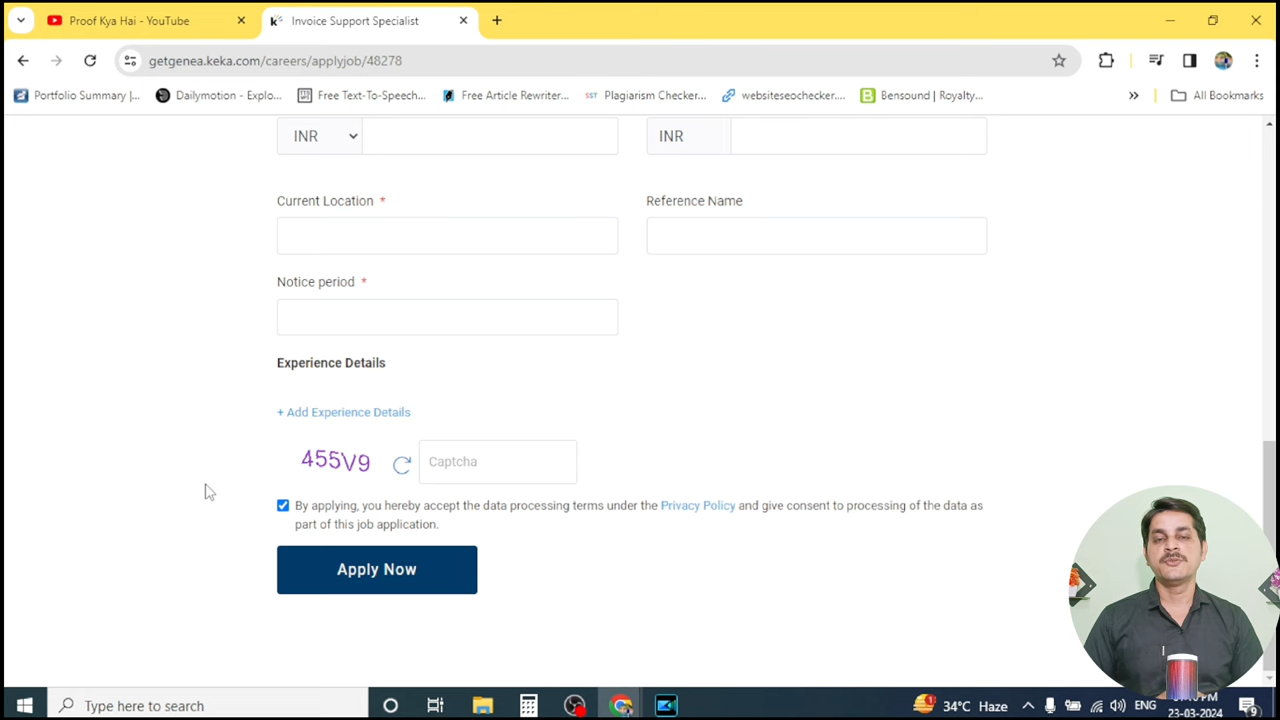 Proof Kya Hai - YouTube
Invoice Support Specialist
getgenea.keka.com/careers/applyjob/48278
Portfolio Summary |...
Dailymotion - Explo...
Free Text-To-Speech...
Free Article Rewriter...
SST Plagiarism Checker...
websiteseochecker....
Bensound | Royalty...
All Bookmarks
INR
INR
Current Location *
Reference Name
Notice period *
Experience Details
+ Add Experience Details
455V9
Captcha
By applying, you hereby accept the data processing terms under the Privacy Policy and give consent to processing of the data as
part of this job application.
Apply Now
Type here to search
1
34°C Haze
ENG
23-03-2024
9